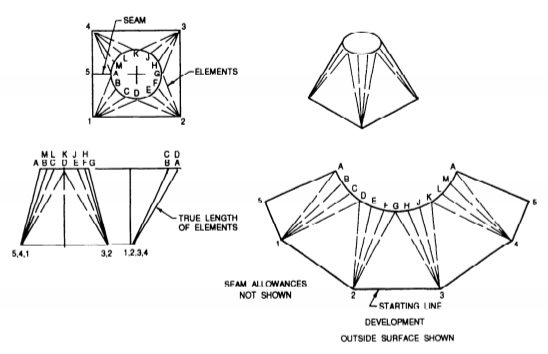 SEAM
4
3
K
L
J
M
H
5
A
G
ELEMENTS
B
F
C
D
E
1
2
M L K J H
A B C D E F G
C D
B A
TRUE LENGTH
OF ELEMENTS
5,4,1
3,2
1,2,3,4
A
B
C
D
E
F
G
H
J
K
L
M
A
5
5
1
4
2
3
SEAM ALLOWANCES
NOT SHOWN
STARTING LINE
DEVELOPMENT
OUTSIDE SURFACE SHOWN